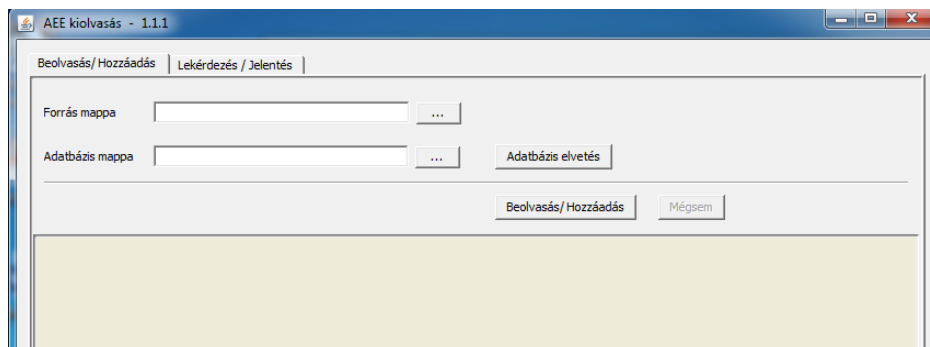 AEE kiolvasás - 1.1.1
Beolvasás/Hozzáadás Lekérdezés / Jelentés
Forrás mappa ...
Adatbázis mappa ... Adatbázis elvetés
Beolvasás/Hozzáadás Mégsem